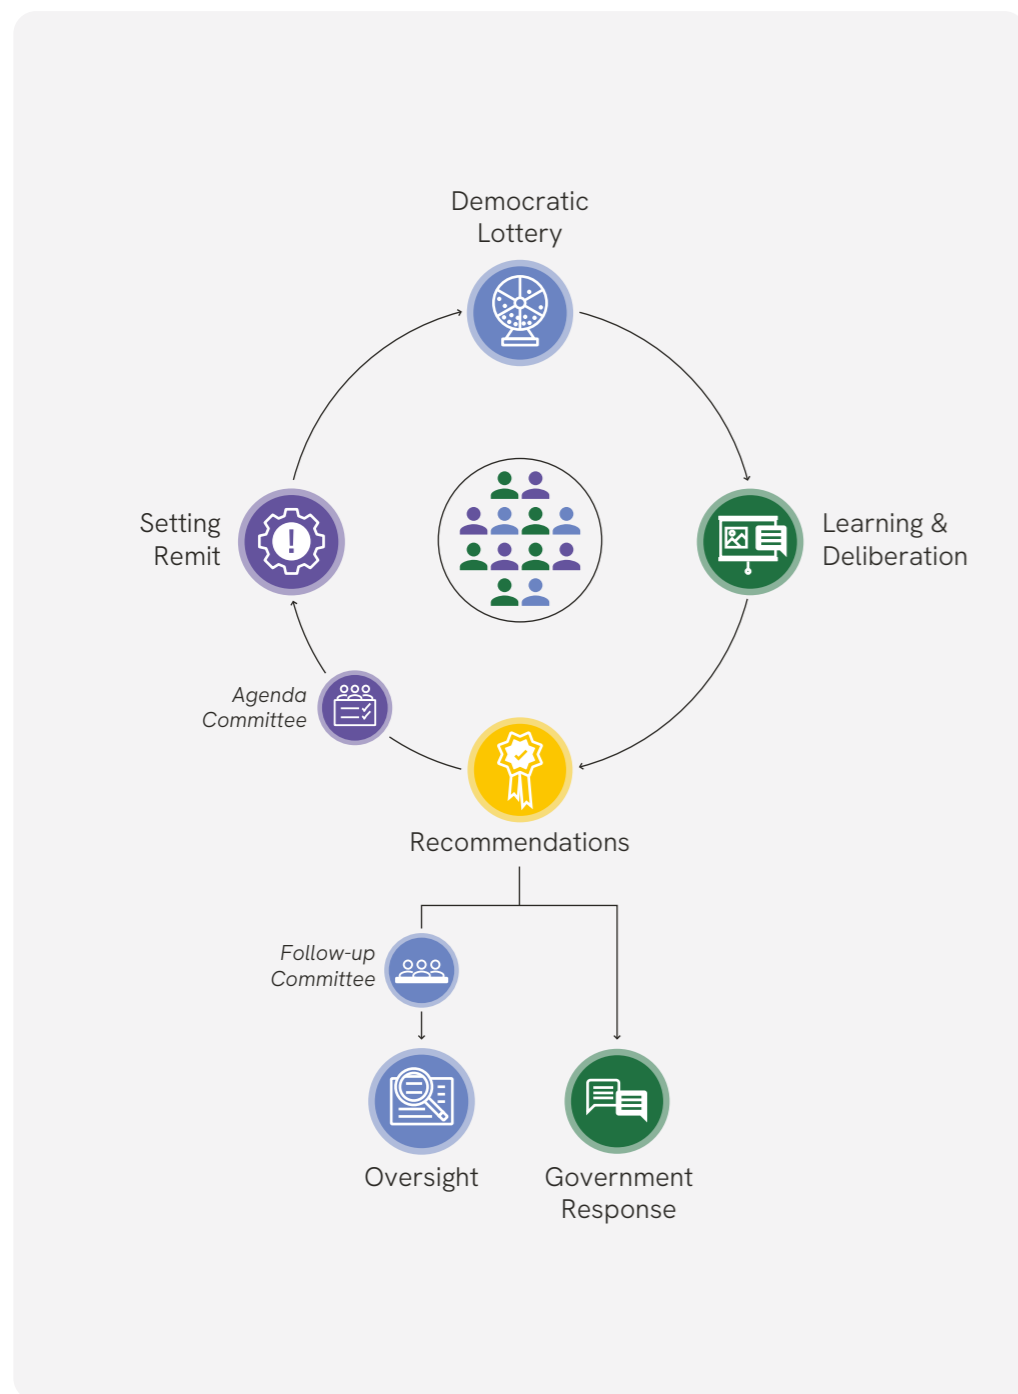 Democratic
Lottery
Setting
Remit
Learning &
Deliberation
Agenda
Committee
Recommendations
Follow-up
Committee
Oversight
Government
Response